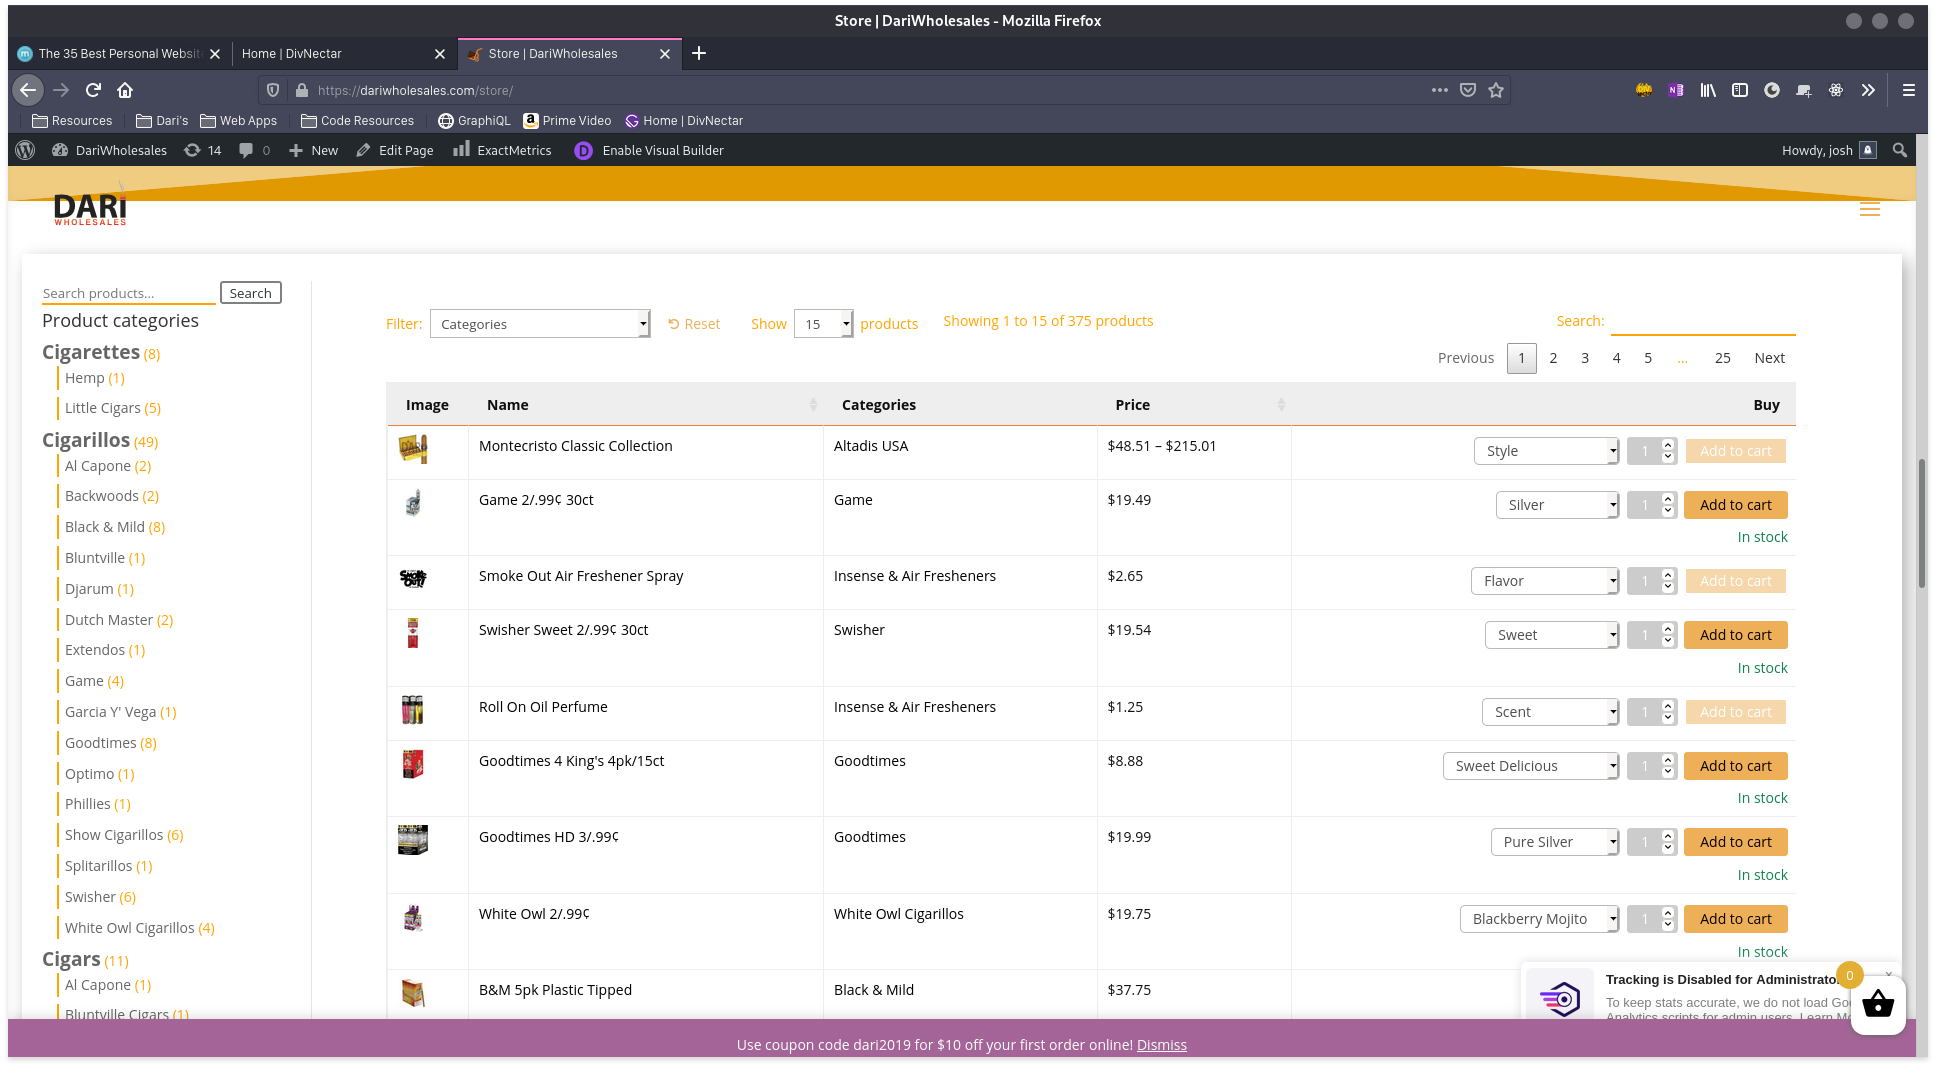 Store | DariWholesales - Mozilla Firefox
The 35 Best Personal Websit
Home | DivNectar
Store | DariWholesales
https://dariwholesales.com/store/
Resources Dari's Web Apps Code Resources GraphiQL Prime Video Home | DivNectar
DariWholesales 14 0 New Edit Page ExactMetrics Enable Visual Builder Howdy, josh
DARI
WHOLESALES
Search products... Search
Product categories
Cigarettes (8)
Hemp (1)
Little Cigars (5)
Cigarillos (49)
Al Capone (2)
Backwoods (2)
Black & Mild (8)
Bluntville (1)
Djarum (1)
Dutch Master (2)
Extendos (1)
Game (4)
Garcia Y' Vega (1)
Goodtimes (8)
Optimo (1)
Phillies (1)
Show Cigarillos (6)
Splitarillos (1)
Swisher (6)
White Owl Cigarillos (4)
Cigars (11)
Al Capone (1)
Bluntville Cigars (1)
Filter: Categories Reset Show 15 products Showing 1 to 15 of 375 products Search:
Previous 1 2 3 4 5 ... 25 Next
Image Name Categories Price Buy
Montecristo Classic Collection Altadis USA $48.51 – $215.01 Style 1 Add to cart
Game 2/.99¢ 30ct Game $19.49 Silver 1 Add to cart
In stock
Smoke Out Air Freshener Spray Insense & Air Fresheners $2.65 Flavor 1 Add to cart
Swisher Sweet 2/.99¢ 30ct Swisher $19.54 Sweet 1 Add to cart
In stock
Roll On Oil Perfume Insense & Air Fresheners $1.25 Scent 1 Add to cart
Goodtimes 4 King's 4pk/15ct Goodtimes $8.88 Sweet Delicious 1 Add to cart
In stock
Goodtimes HD 3/.99¢ Goodtimes $19.99 Pure Silver 1 Add to cart
In stock
White Owl 2/.99¢ White Owl Cigarillos $19.75 Blackberry Mojito 1 Add to cart
In stock
B&M 5pk Plastic Tipped Black & Mild $37.75
Tracking is Disabled for Administrato
0
To keep stats accurate, we do not load Goo
Analytics scripts for admin users. Learn Mo
Use coupon code dari2019 for $10 off your first order online! Dismiss